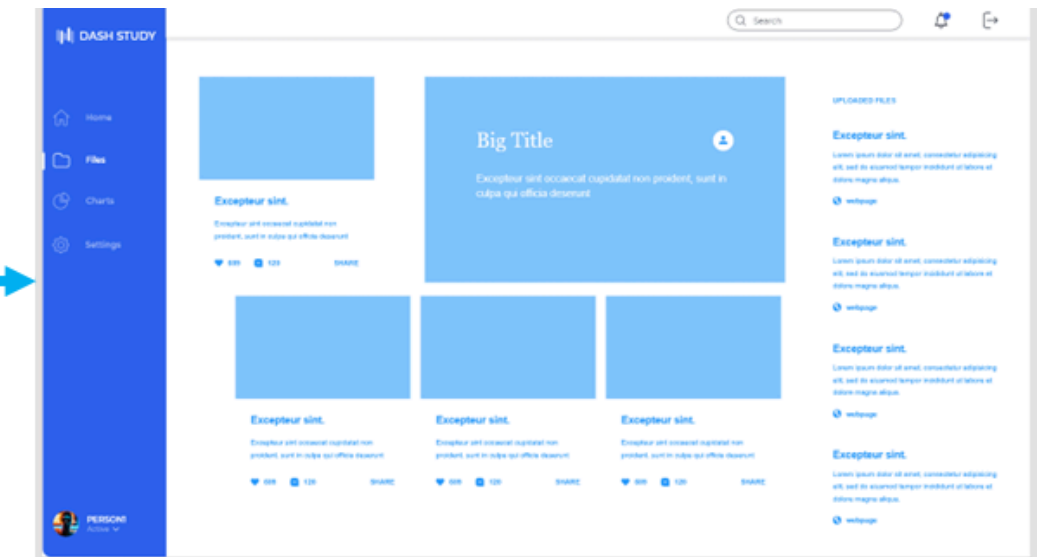 DASH STUDY
Search
Home
Files
Charts
Settings
PERSON1
Active
Big Title
Excepteur sint occaecat cupidatat non proident, sunt in
culpa qui officia deserunt
Excepteur sint.
Excepteur sint occaecat cupidatat non
proident, sunt in culpa qui officia deserunt
SHARE
Excepteur sint.
Excepteur sint occaecat cupidatat non
proident, sunt in culpa qui officia deserunt
120
SHARE
Excepteur sint.
Excepteur sint occaecat cupidatat non
proident, sunt in culpa qui officia deserunt
120
SHARE
Excepteur sint.
Excepteur sint occaecat cupidatat non
proident, sunt in culpa qui officia deserunt
120
SHARE
UPLOADED FILES
Excepteur sint.
Lorem ipsum dolor sit amet, consectetur adipiscing
elit, sed do eiusmod tempor incididunt ut labore et
dolore magna aliqua.
webpage
Excepteur sint.
Lorem ipsum dolor sit amet, consectetur adipiscing
elit, sed do eiusmod tempor incididunt ut labore et
dolore magna aliqua.
webpage
Excepteur sint.
Lorem ipsum dolor sit amet, consectetur adipiscing
elit, sed do eiusmod tempor incididunt ut labore et
dolore magna aliqua.
webpage
Excepteur sint.
Lorem ipsum dolor sit amet, consectetur adipiscing
elit, sed do eiusmod tempor incididunt ut labore et
dolore magna aliqua.
webpage